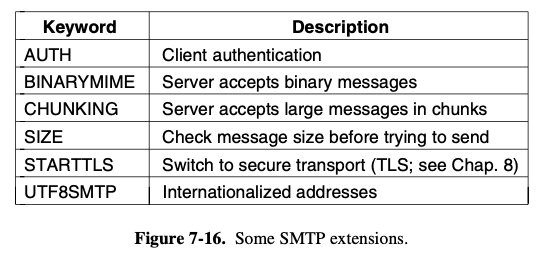 Keyword Description
AUTH Client authentication
BINARYMIME Server accepts binary messages
CHUNKING Server accepts large messages in chunks
SIZE Check message size before trying to send
STARTTLS Switch to secure transport (TLS; see Chap. 8)
UTF8SMTP Internationalized addresses
Figure 7-16. Some SMTP extensions.